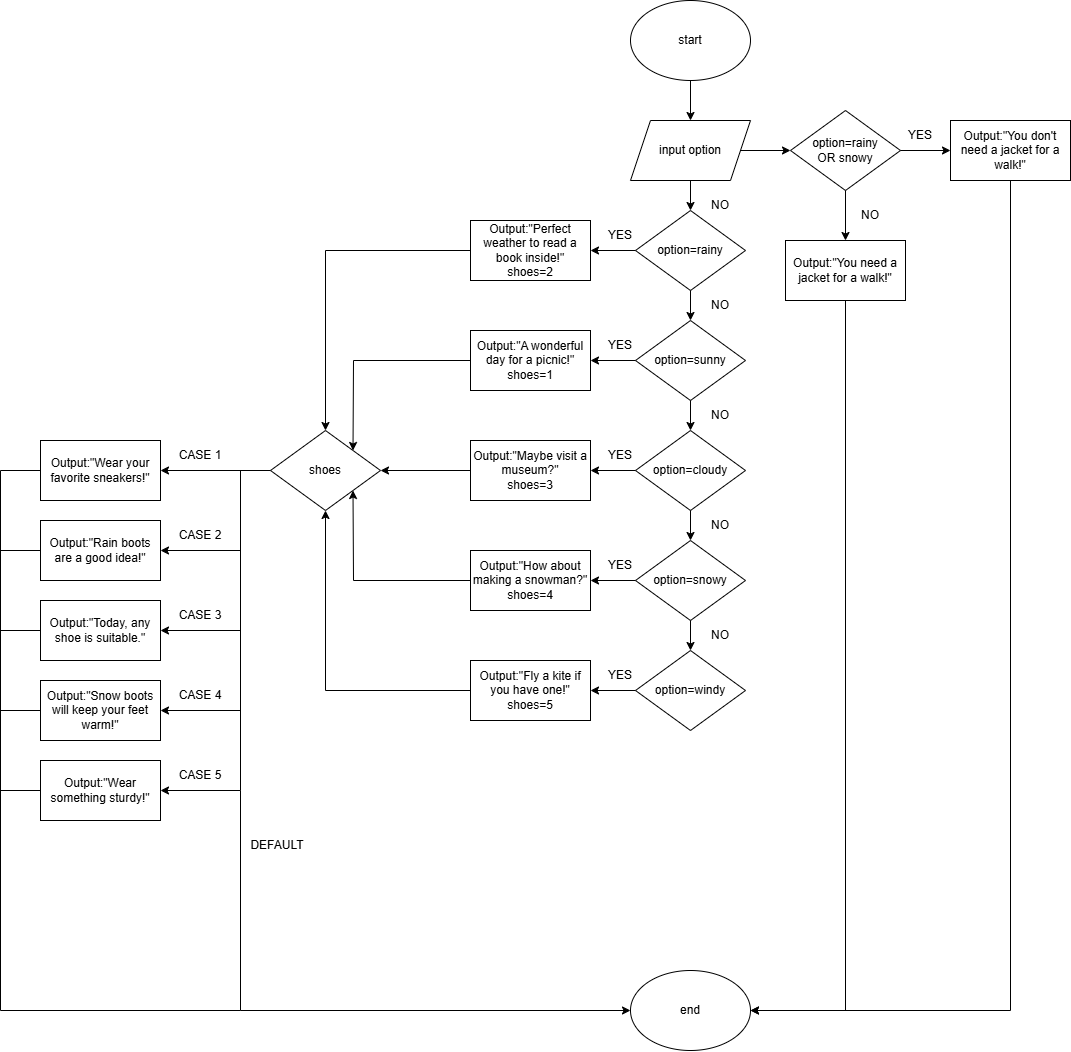 start
input option
option=rainy
OR snowy
YES
Output:"You don't
need a jacket for a
walk!"
NO
Output:"You need a
jacket for a walk!"
NO
option=rainy
YES
Output:"Perfect
weather to read a
book inside!"
shoes=2
NO
option=sunny
YES
Output:"A wonderful
day for a picnic!"
shoes=1
NO
option=cloudy
YES
Output:"Maybe visit a
museum?"
shoes=3
NO
option=snowy
YES
Output:"How about
making a snowman?"
shoes=4
NO
option=windy
YES
Output:"Fly a kite if
you have one!"
shoes=5
shoes
CASE 1
Output:"Wear your
favorite sneakers!"
CASE 2
Output:"Rain boots
are a good idea!"
CASE 3
Output:"Today, any
shoe is suitable."
CASE 4
Output:"Snow boots
will keep your feet
warm!"
CASE 5
Output:"Wear
something sturdy!"
DEFAULT
end